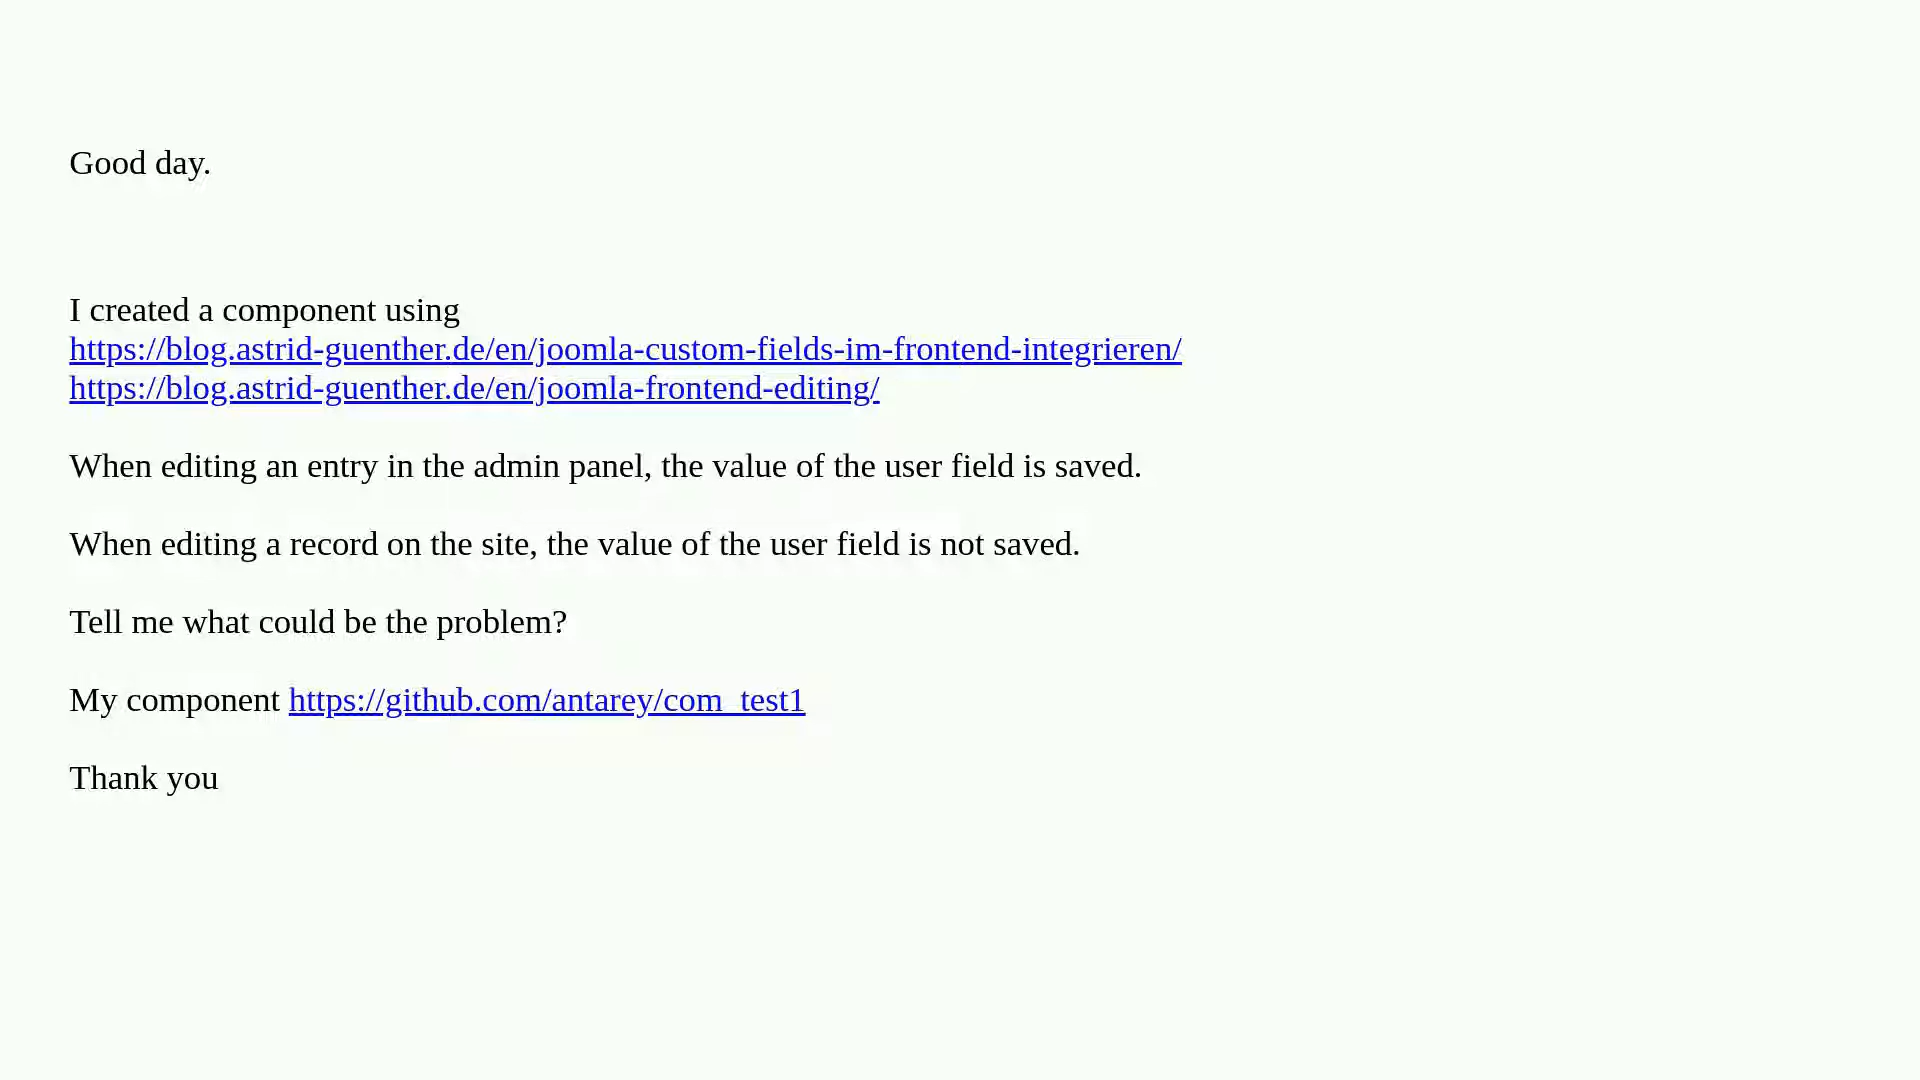 Good day.
I created a component using
https://blog.astrid-guenther.de/en/joomla-custom-fields-im-frontend-integrieren/
https://blog.astrid-guenther.de/en/joomla-frontend-editing/
When editing an entry in the admin panel, the value of the user field is saved.
When editing a record on the site, the value of the user field is not saved.
Tell me what could be the problem?
My component https://github.com/antarey/com_test1
Thank you